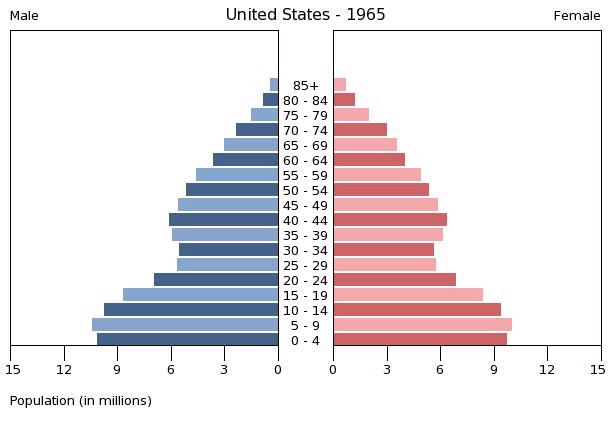 Male United States - 1965 Female
85+
80 - 84
75 - 79
70 - 74
65 - 69
60 - 64
55 - 59
50 - 54
45 - 49
40 - 44
35 - 39
30 - 34
25 - 29
20 - 24
15 - 19
10 - 14
5 - 9
0 - 4
15 12 9 6 3 0 0 3 6 9 12 15
Population (in millions)